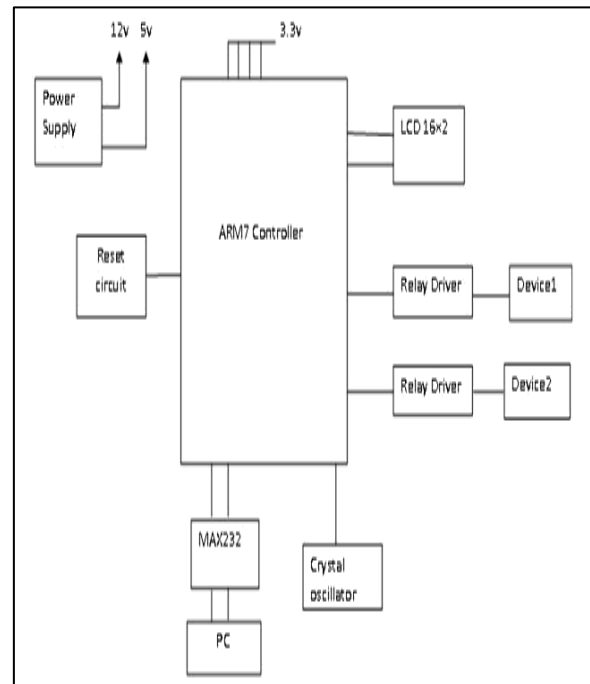 12v 5v
3.3v
Power
Supply
LCD 16×2
ARM7 Controller
Reset
circuit
Relay Driver
Device1
Relay Driver
Device2
MAX232
Crystal
oscillator
PC